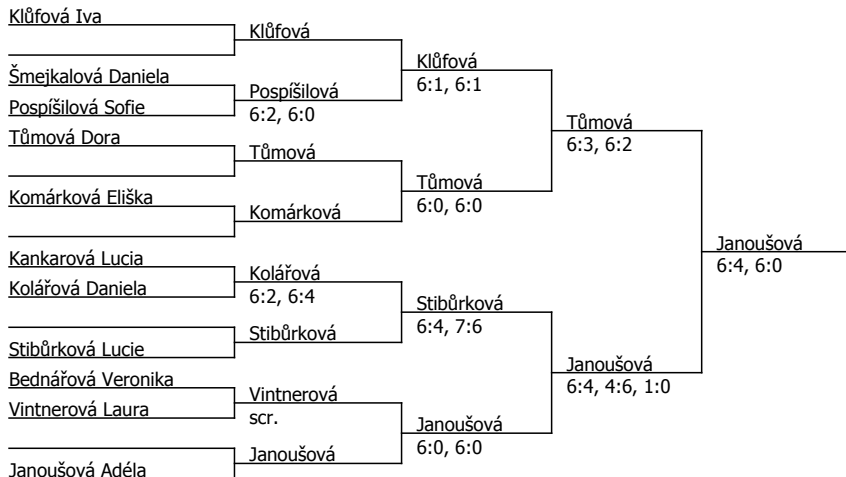 Klůfová Iva
Klůfová
Klůfová
6:1, 6:1
Šmejkalová Daniela
Pospíšilová
6:2, 6:0
Pospíšilová Sofie
Tůmová
6:3, 6:2
Tůmová Dora
Tůmová
Tůmová
6:0, 6:0
Komárková Eliška
Komárková
Janoušová
6:4, 6:0
Kankarová Lucia
Kolářová
6:2, 6:4
Kolářová Daniela
Stibůrková
6:4, 7:6
Stibůrková
Stibůrková Lucie
Janoušová
6:4, 4:6, 1:0
Bednářová Veronika
Vintnerová
scr.
Vintnerová Laura
Janoušová
6:0, 6:0
Janoušová
Janoušová Adéla